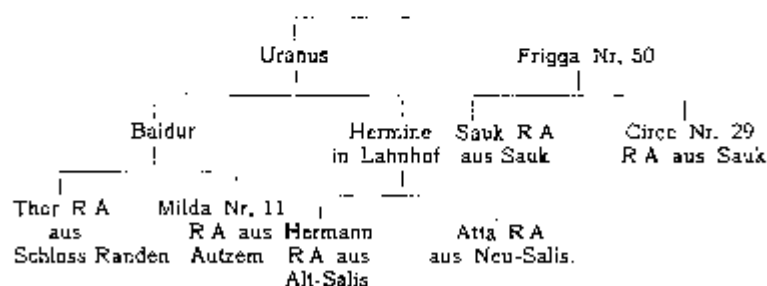 Uranus Frigga Nr. 50
Baldur Hermine Sauk R A Circe Nr. 29
in Lahnhof aus Sauk R A aus Sauk
Thor R A Milda Nr. 11
aus R A aus Hermann Atta R A
Schloss Randen Autzem R A aus aus Neu-Salis.
Alt-Salis